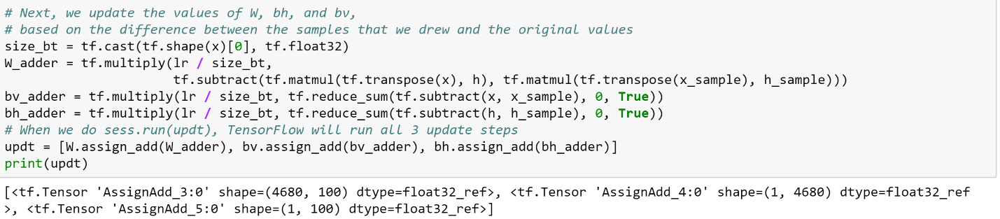 # Next, we update the values of W, bh, and bv,
# based on the difference between the samples that we drew and the original values
size_bt = tf.cast(tf.shape(x)[0], tf.float32)
W_adder = tf.multiply(lr / size_bt,
                      tf.subtract(tf.matmul(tf.transpose(x), h), tf.matmul(tf.transpose(x_sample), h_sample)))
bv_adder = tf.multiply(lr / size_bt, tf.reduce_sum(tf.subtract(x, x_sample), 0, True))
bh_adder = tf.multiply(lr / size_bt, tf.reduce_sum(tf.subtract(h, h_sample), 0, True))
# When we do sess.run(updt), TensorFlow will run all 3 update steps
updt = [W.assign_add(W_adder), bv.assign_add(bv_adder), bh.assign_add(bh_adder)]
print(updt)
[<tf.Tensor 'AssignAdd_3:0' shape=(4680, 100) dtype=float32_ref>, <tf.Tensor 'AssignAdd_4:0' shape=(1, 4680) dtype=float32_ref
>, <tf.Tensor 'AssignAdd_5:0' shape=(1, 100) dtype=float32_ref>]